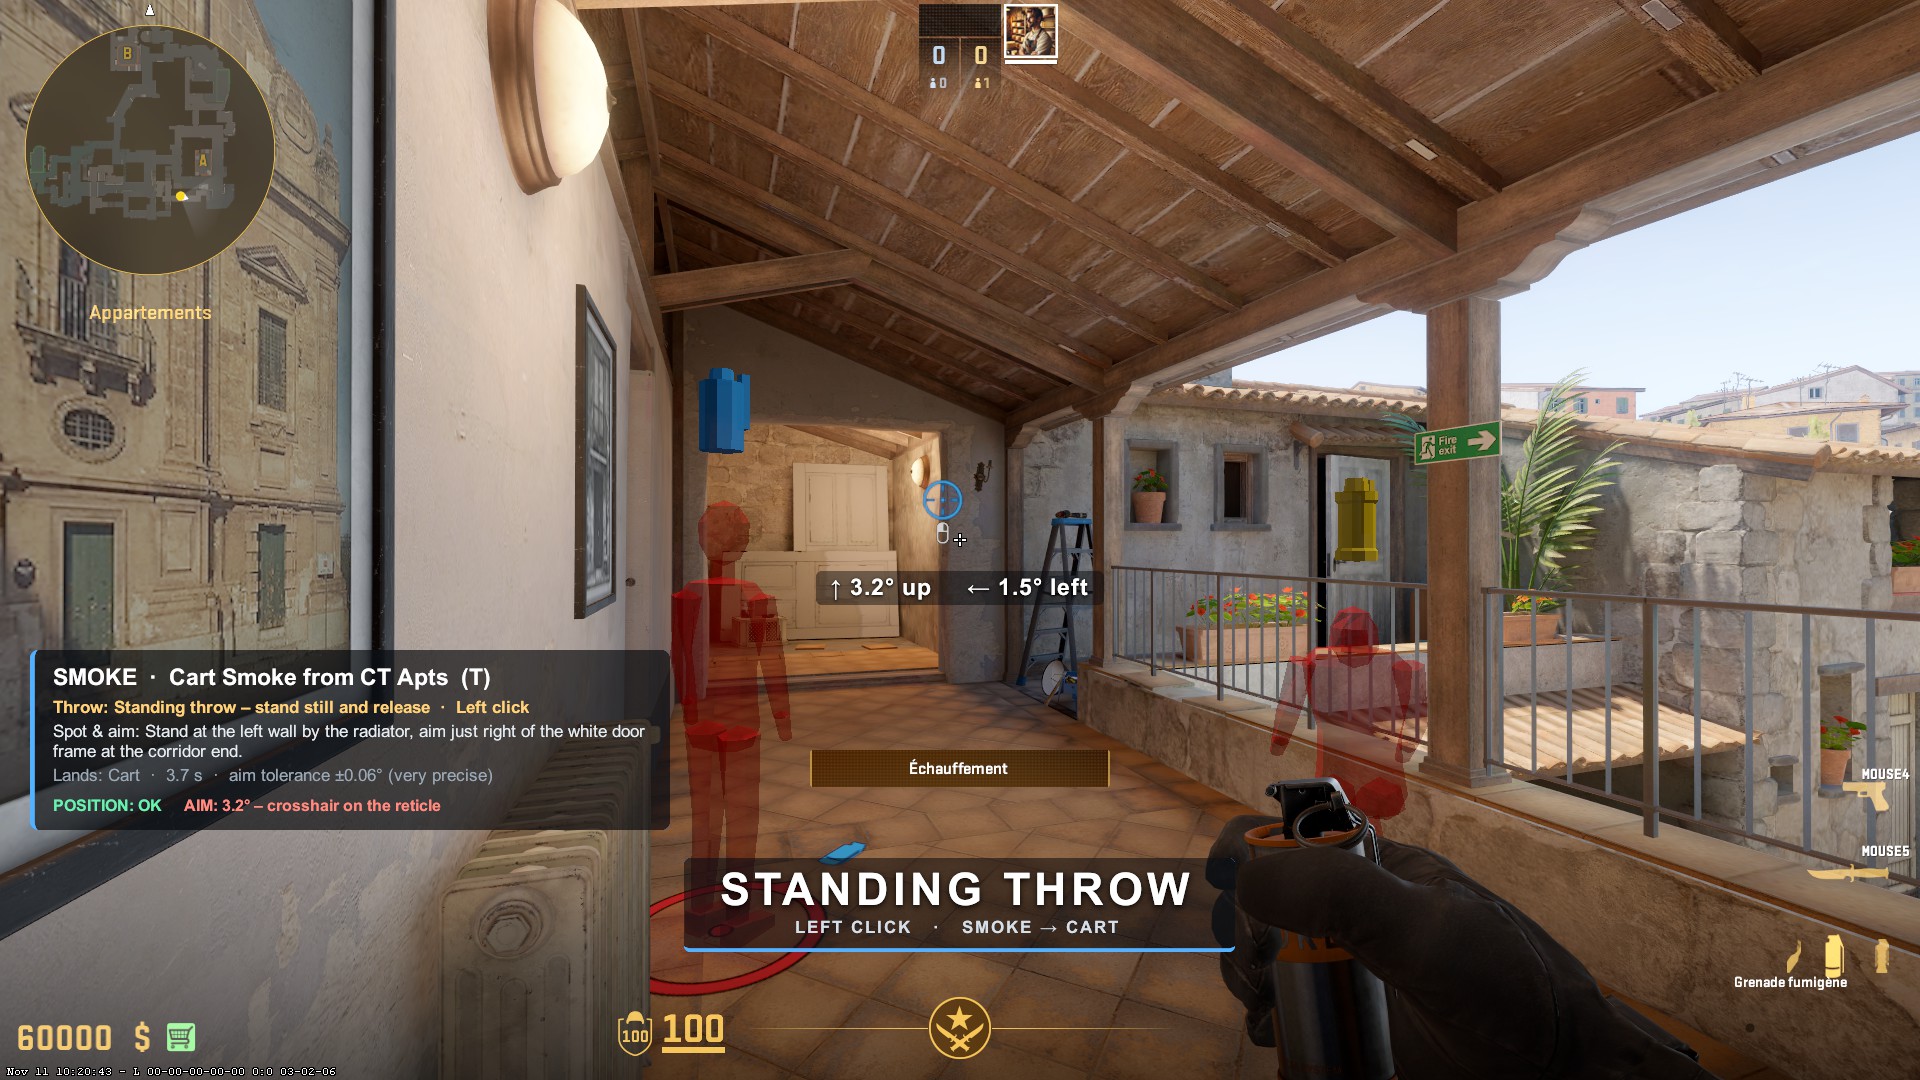 B
A
Appartements
0 0
0 1
Fire
exit
↑ 3.2° up ← 1.5° left
SMOKE · Cart Smoke from CT Apts (T)
Throw: Standing throw – stand still and release · Left click
Spot & aim: Stand at the left wall by the radiator, aim just right of the white door
frame at the corridor end.
Lands: Cart · 3.7 s · aim tolerance ±0.06° (very precise)
POSITION: OK AIM: 3.2° – crosshair on the reticle
Échauffement
MOUSE4
MOUSE5
STANDING THROW
LEFT CLICK · SMOKE → CART
Grenade fumigène
60000 $
100
100
Nov 11 10:20:43 - L 00-00-00-00-00 0:0 03-02-06